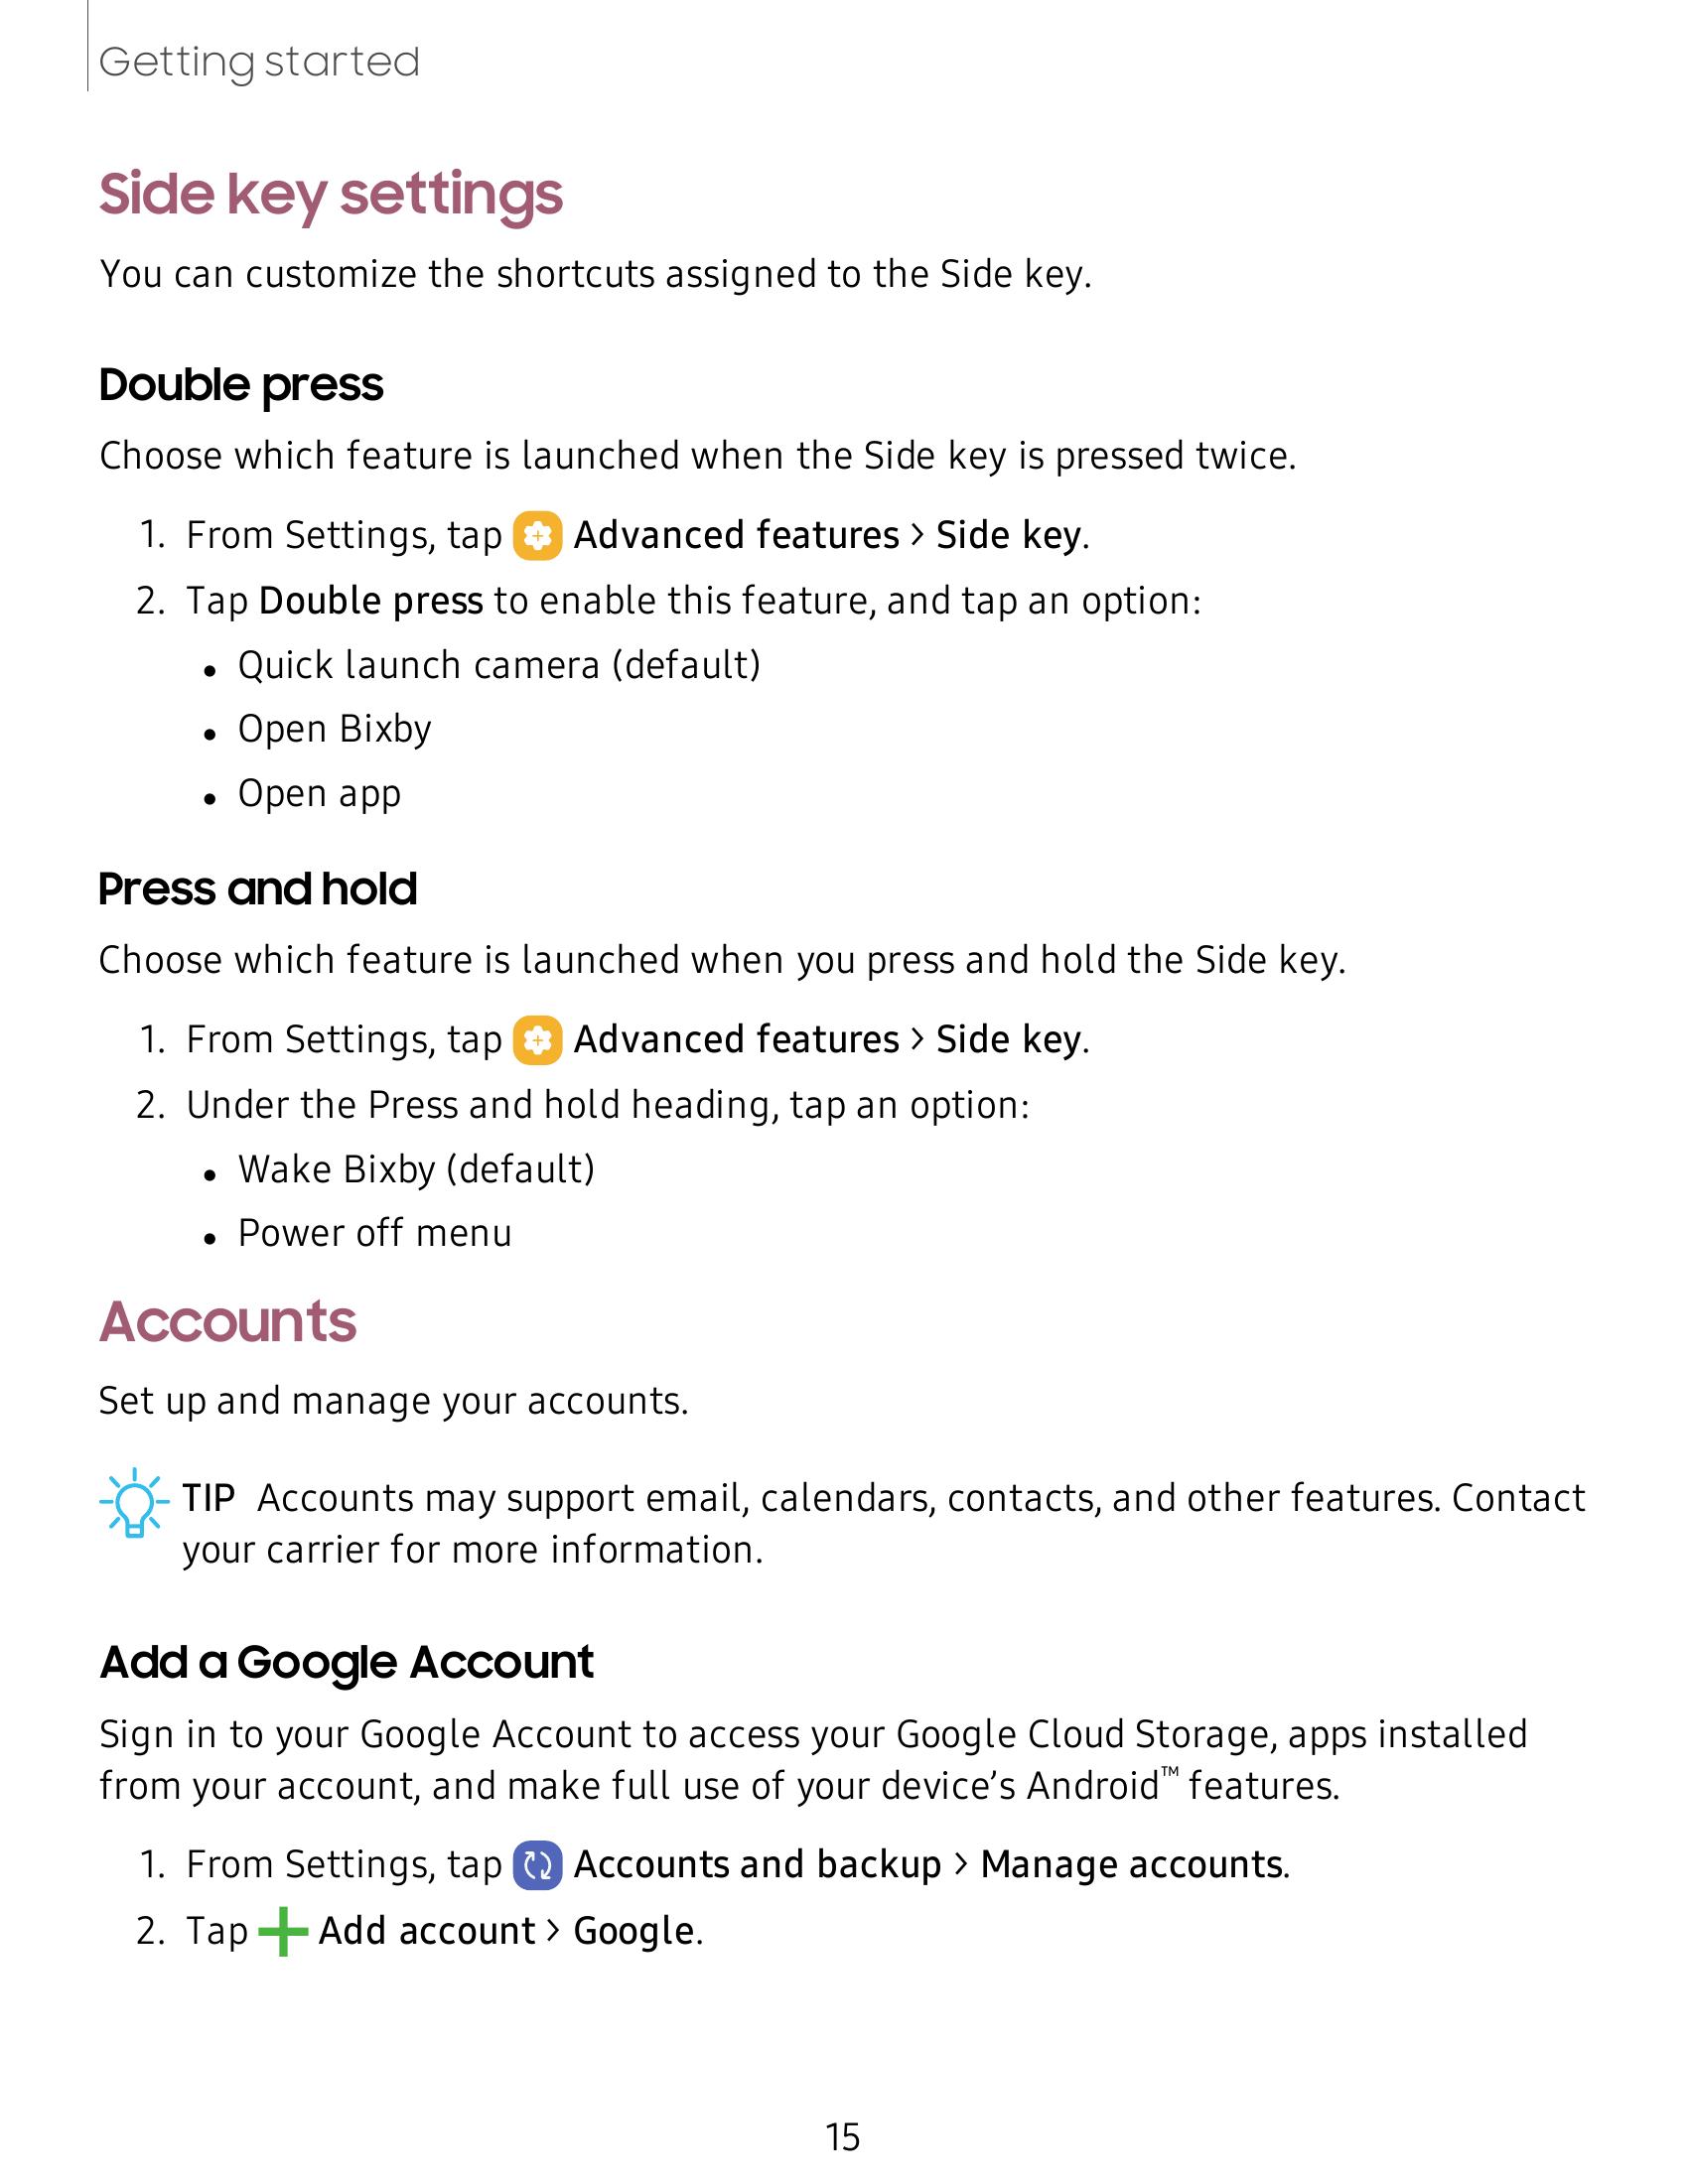 Getting started
Side key settings
You can customize the shortcuts assigned to the Side key.
Double press
Choose which feature is launched when the Side key is pressed twice.
1. From Settings, tap Advanced features > Side key.
2. Tap Double press to enable this feature, and tap an option:
• Quick launch camera (default)
• Open Bixby
• Open app
Press and hold
Choose which feature is launched when you press and hold the Side key.
1. From Settings, tap Advanced features > Side key.
2. Under the Press and hold heading, tap an option:
• Wake Bixby (default)
• Power off menu
Accounts
Set up and manage your accounts.
TIP Accounts may support email, calendars, contacts, and other features. Contact
your carrier for more information.
Add a Google Account
Sign in to your Google Account to access your Google Cloud Storage, apps installed
from your account, and make full use of your device’s Android™ features.
1. From Settings, tap Accounts and backup > Manage accounts.
2. Tap Add account > Google.
15